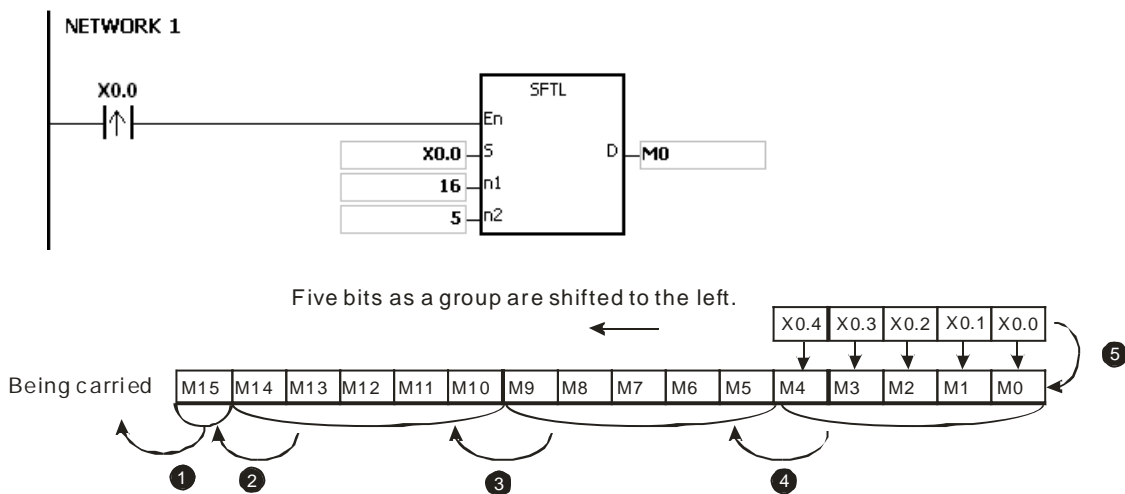 NETWORK 1
X0.0
SFTL
En
X0.0 S D M0
16 n1
5 n2
Five bits as a group are shifted to the left.
X0.4 X0.3 X0.2 X0.1 X0.0
5
Being carried M15 M14 M13 M12 M11 M10 M9 M8 M7 M6 M5 M4 M3 M2 M1 M0
1 2 3 4